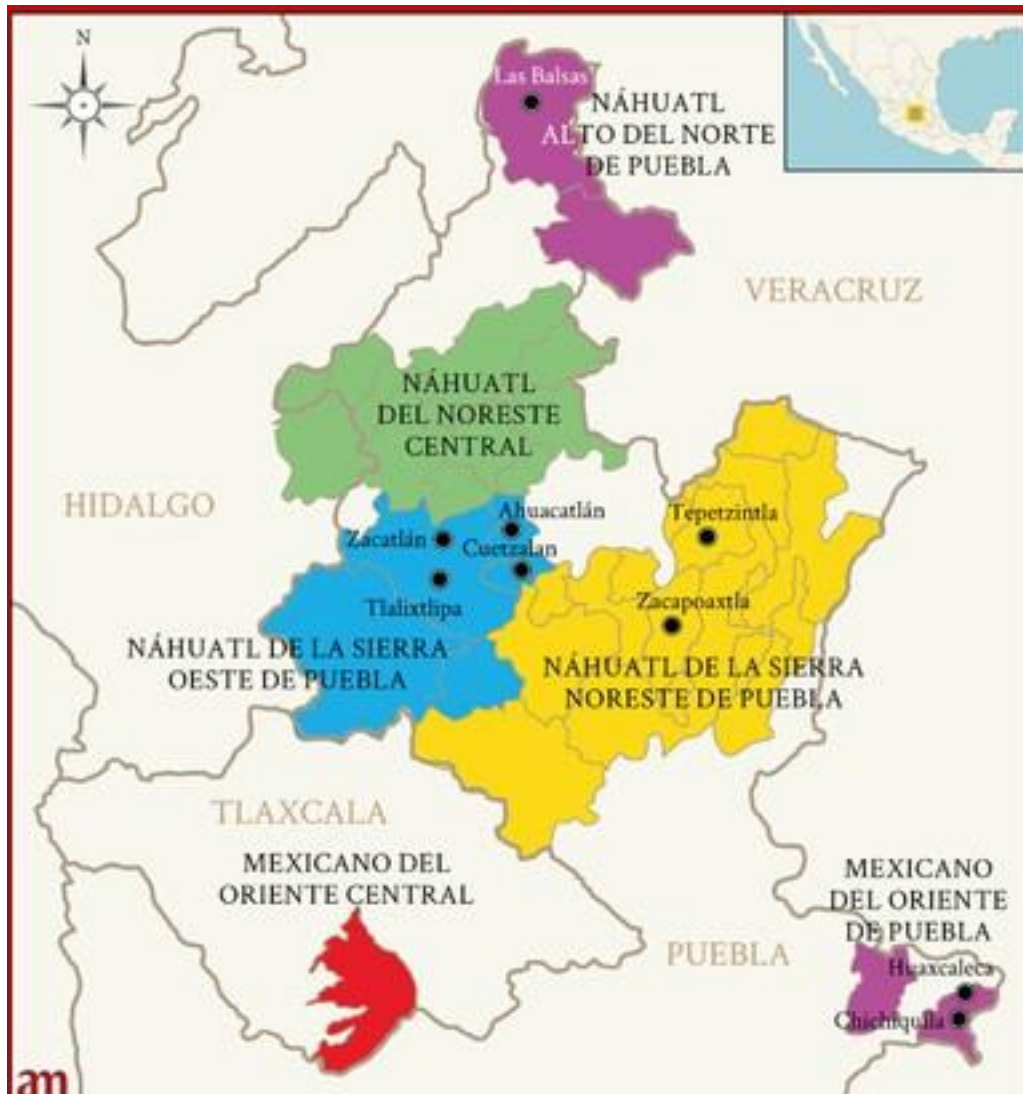 N
Las Balsas
NÁHUATL
ALTO DEL NORTE
DE PUEBLA
VERACRUZ
NÁHUATL
DEL NORESTE
CENTRAL
HIDALGO
Ahuacatlán
Zacatlán
Cuetzalan
Tepetzintla
Tlalixtlipa
Zacapoaxtla
NÁHUATL DE LA SIERRA
OESTE DE PUEBLA
NÁHUATL DE LA SIERRA
NORESTE DE PUEBLA
TLAXCALA
MEXICANO DEL
ORIENTE CENTRAL
MEXICANO
DEL ORIENTE
DE PUEBLA
PUEBLA
Huaxcaleca
Chichiqulla
am